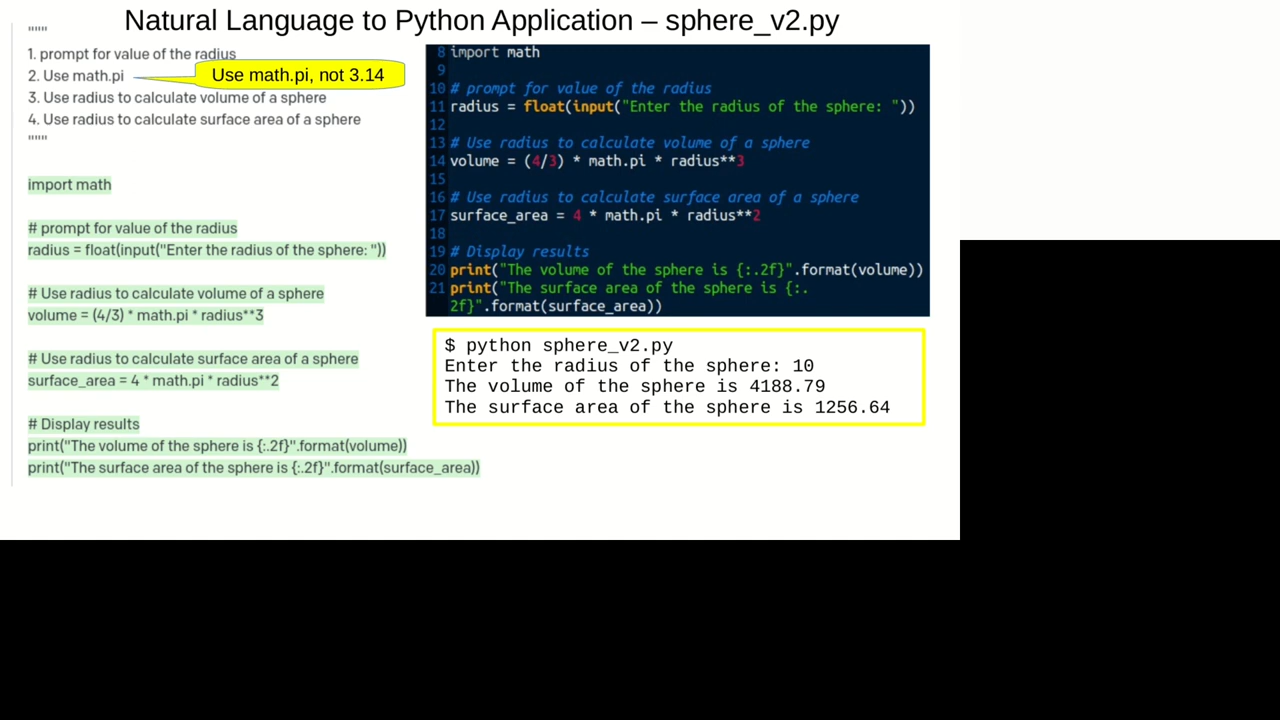 Natural Language to Python Application – sphere_v2.py
"""
1. prompt for value of the radius
2. Use math.pi
Use math.pi, not 3.14
3. Use radius to calculate volume of a sphere
4. Use radius to calculate surface area of a sphere
"""
import math
# prompt for value of the radius
radius = float(input("Enter the radius of the sphere: "))
# Use radius to calculate volume of a sphere
volume = (4/3) * math.pi * radius**3
# Use radius to calculate surface area of a sphere
surface_area = 4 * math.pi * radius**2
# Display results
print("The volume of the sphere is {:.2f}".format(volume))
print("The surface area of the sphere is {:.2f}".format(surface_area))
8 import math
9
10 # prompt for value of the radius
11 radius = float(input("Enter the radius of the sphere: "))
12
13 # Use radius to calculate volume of a sphere
14 volume = (4/3) * math.pi * radius**3
15
16 # Use radius to calculate surface area of a sphere
17 surface_area = 4 * math.pi * radius**2
18
19 # Display results
20 print("The volume of the sphere is {:.2f}".format(volume))
21 print("The surface area of the sphere is {:.
2f}".format(surface_area))
$ python sphere_v2.py
Enter the radius of the sphere: 10
The volume of the sphere is 4188.79
The surface area of the sphere is 1256.64